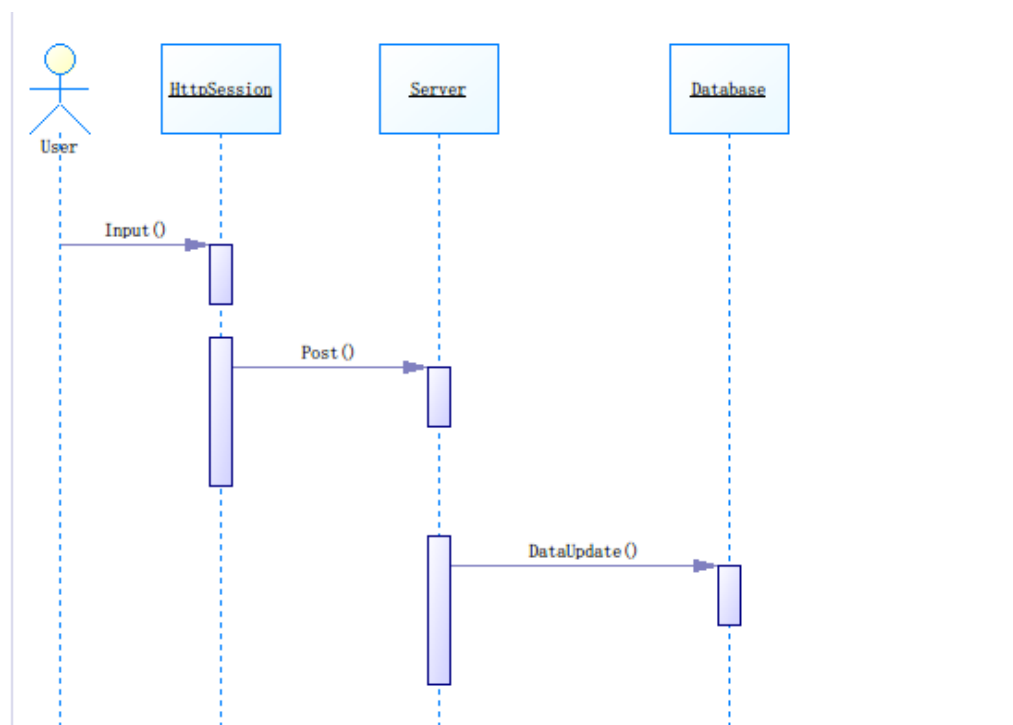 HttpSession
Server
Database
User
Input()
Post()
DataUpdate()